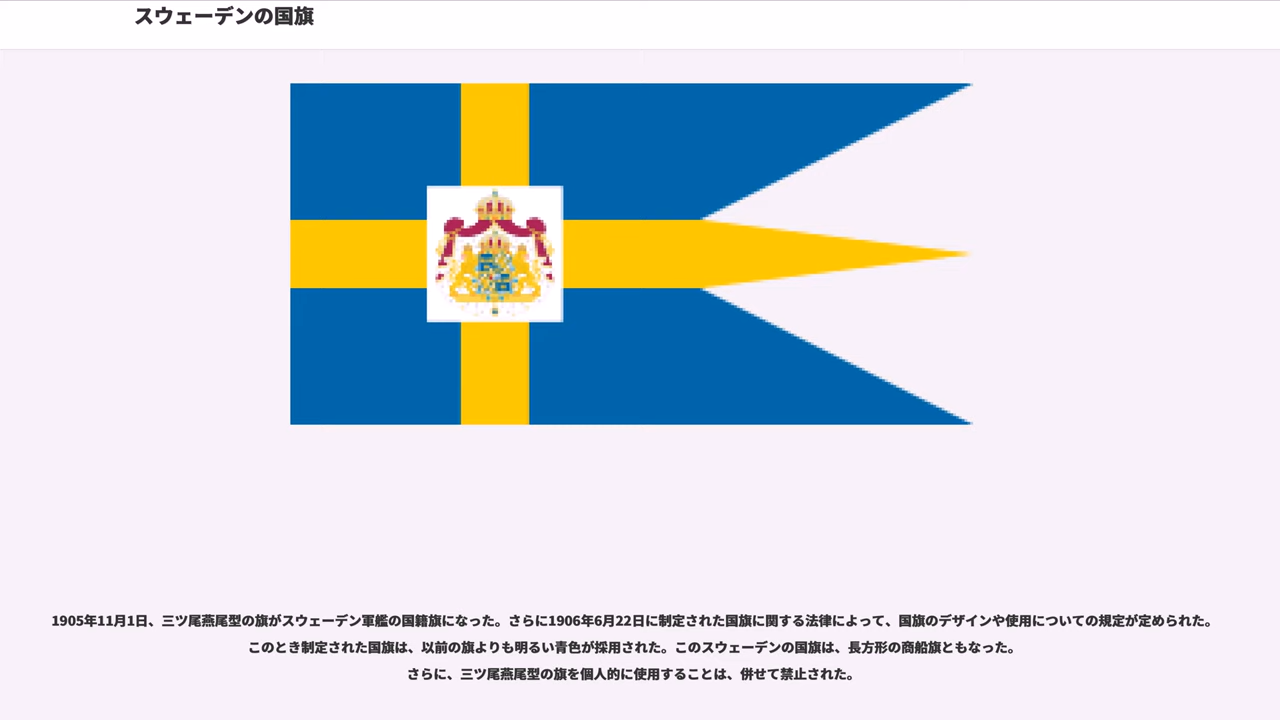 スウェーデンの国旗
1905年11月1日、三ツ尾燕尾型の旗がスウェーデン軍艦の国籍旗になった。さらに1906年6月22日に制定された国旗に関する法律によって、国旗のデザインや使用についての規定が定められた。
このとき制定された国旗は、以前の旗よりも明るい青色が採用された。このスウェーデンの国旗は、長方形の商船旗ともなった。
さらに、三ツ尾燕尾型の旗を個人的に使用することは、併せて禁止された。